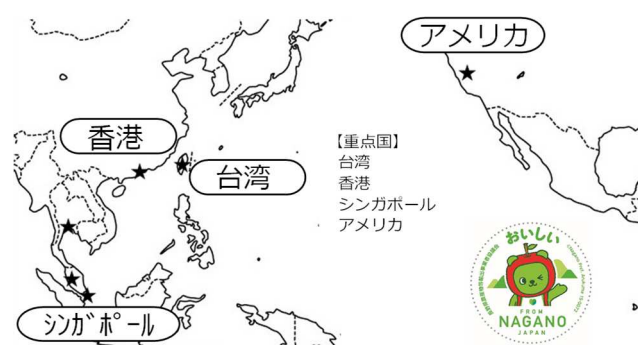 アメリカ
香港
台湾
シンガポール
【重点国】
台湾
香港
シンガポール
アメリカ
おいしい
FROM
NAGANO
JAPAN